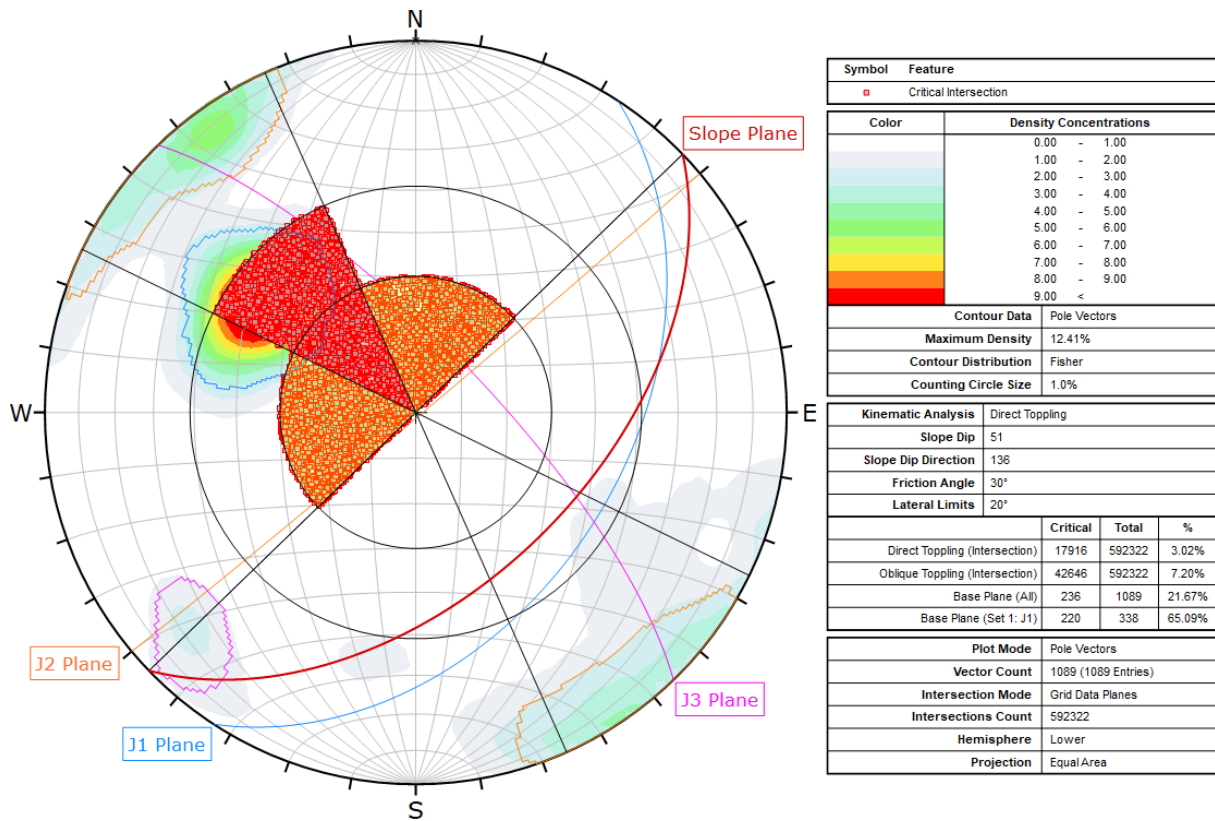 N
Slope Plane
W
E
J2 Plane
J3 Plane
J1 Plane
S
Symbol Feature
Critical Intersection
Color Density Concentrations
0.00 - 1.00
1.00 - 2.00
2.00 - 3.00
3.00 - 4.00
4.00 - 5.00
5.00 - 6.00
6.00 - 7.00
7.00 - 8.00
8.00 - 9.00
9.00 <
Contour Data Pole Vectors
Maximum Density 12.41%
Contour Distribution Fisher
Counting Circle Size 1.0%
Kinematic Analysis Direct Toppling
Slope Dip 51
Slope Dip Direction 136
Friction Angle 30°
Lateral Limits 20°
Critical Total %
Direct Toppling (Intersection) 17916 592322 3.02%
Oblique Toppling (Intersection) 42646 592322 7.20%
Base Plane (All) 236 1089 21.67%
Base Plane (Set 1: J1) 220 338 65.09%
Plot Mode Pole Vectors
Vector Count 1089 (1089 Entries)
Intersection Mode Grid Data Planes
Intersections Count 592322
Hemisphere Lower
Projection Equal Area